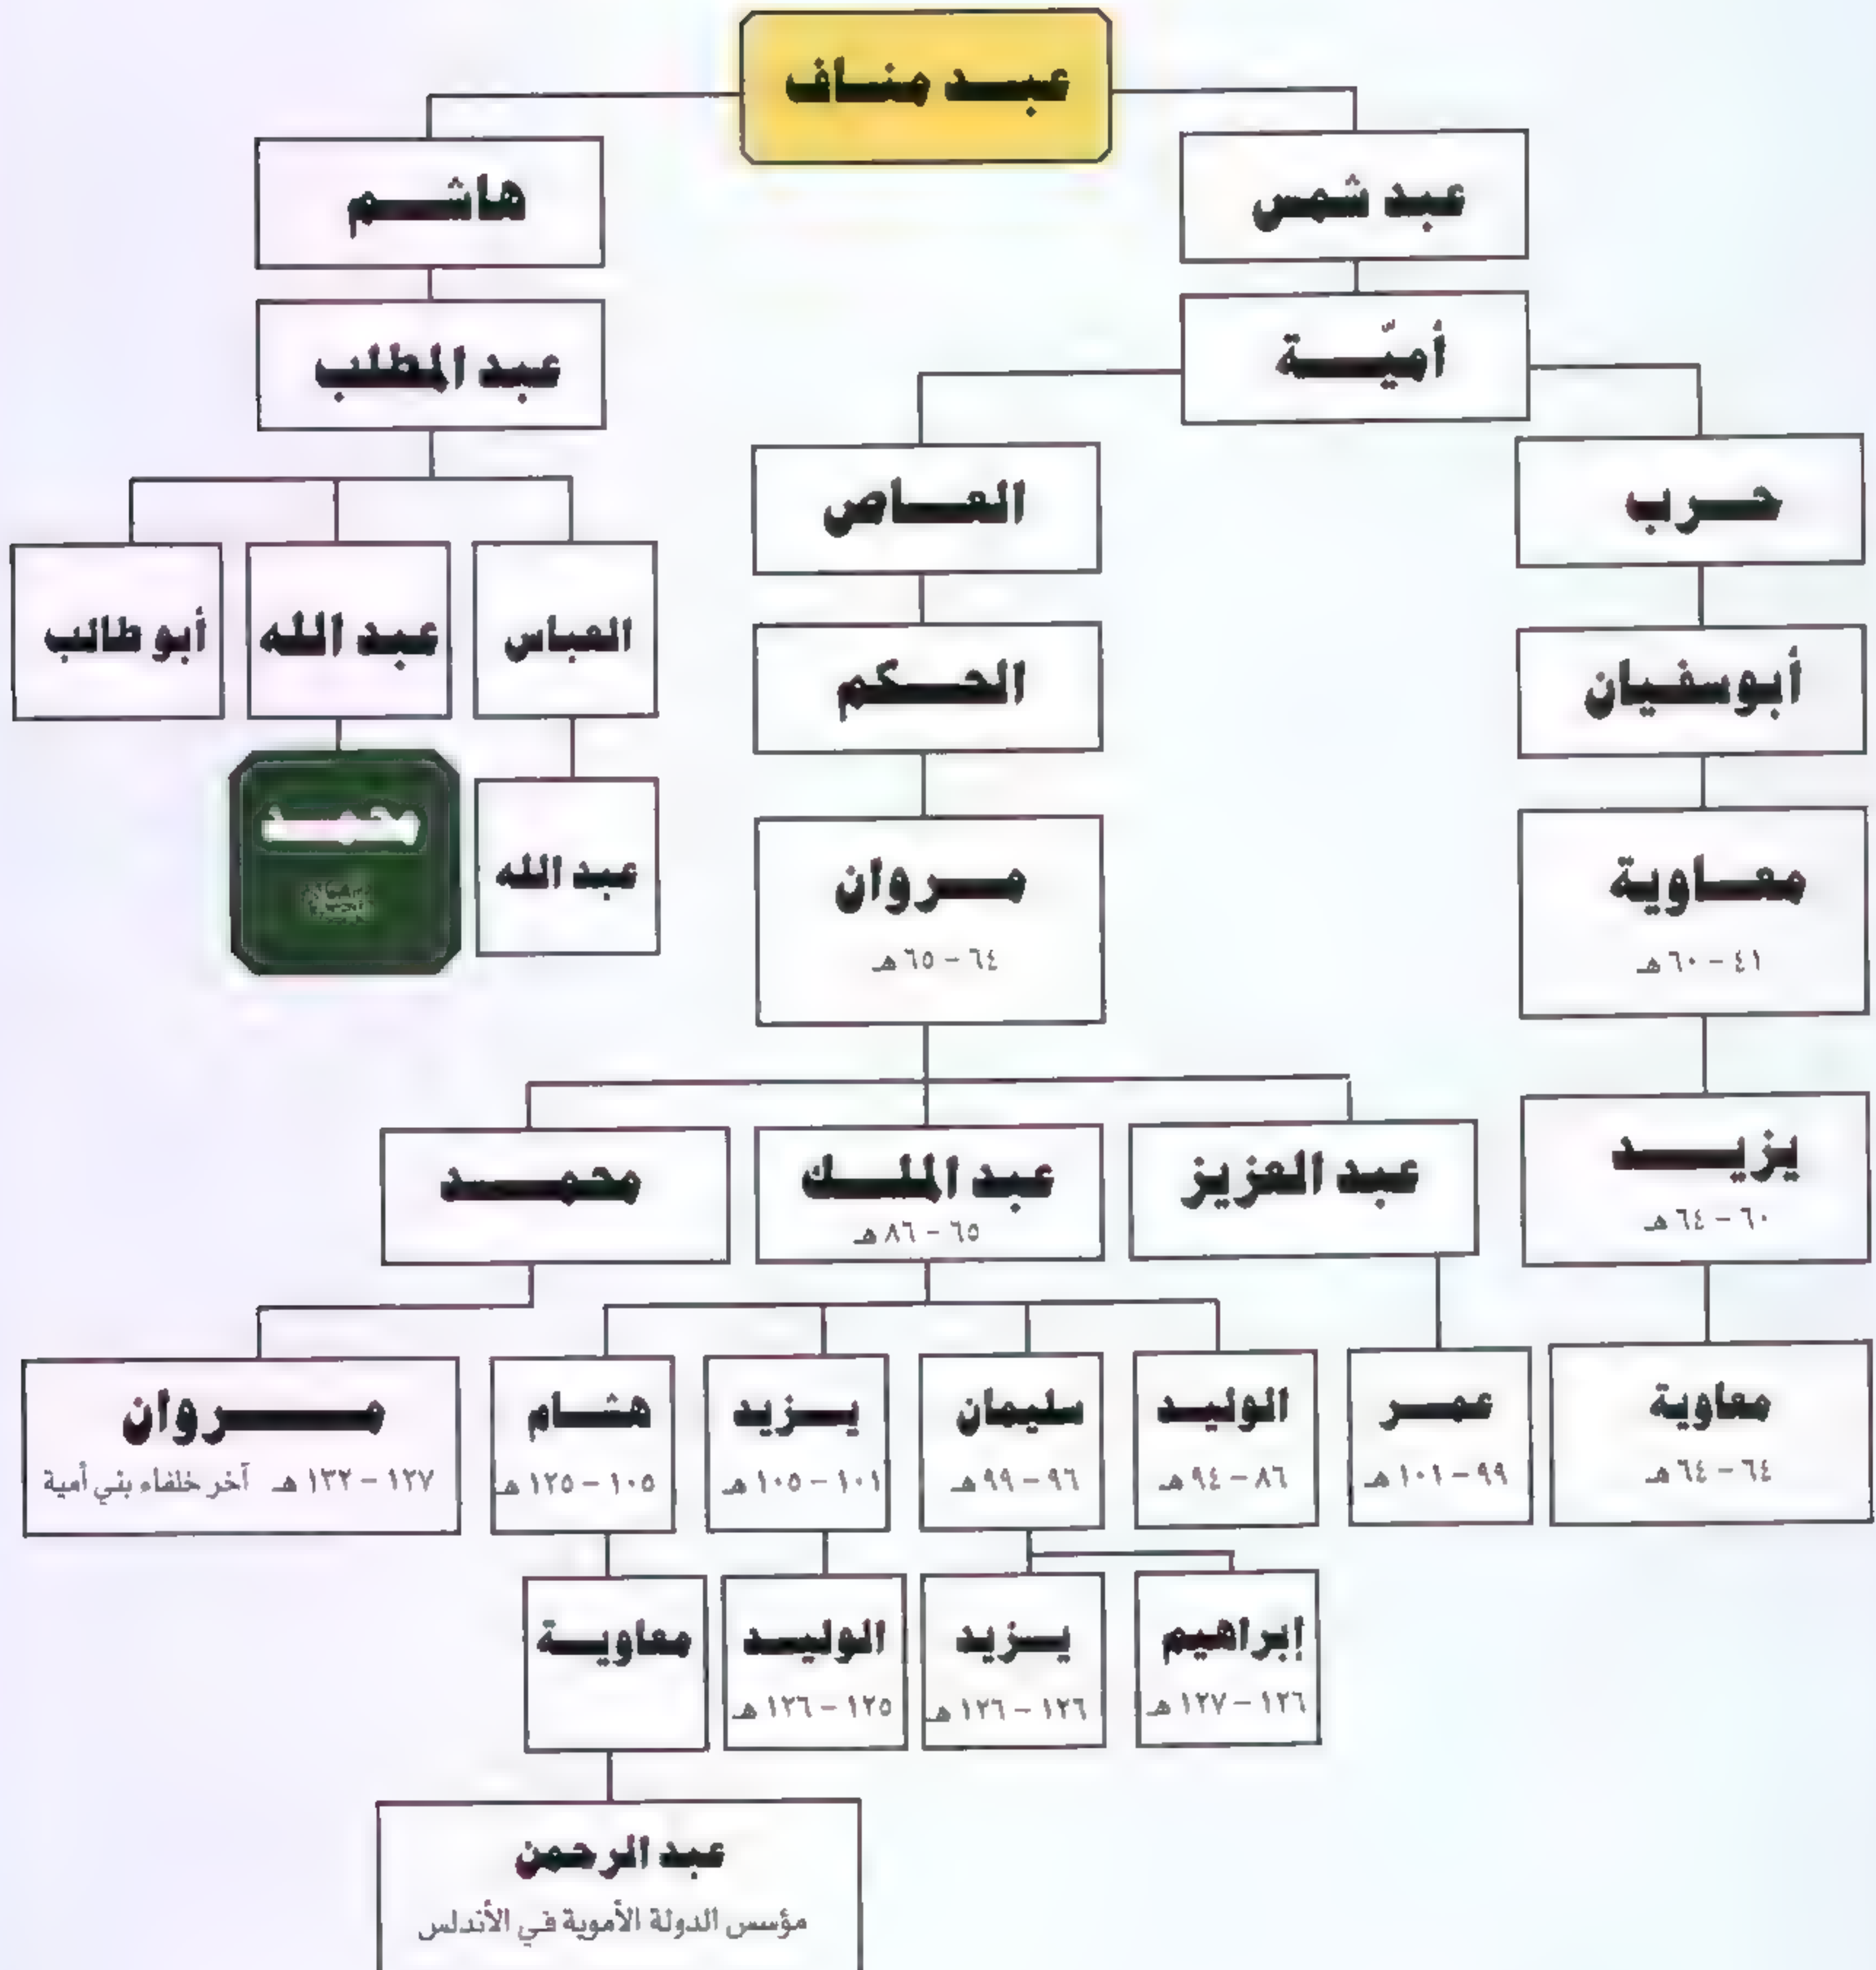 عبد مناف
عبد شمس
هاشم
أميّة
عبد المطلب
حرب
العاص
العباس
عبد الله
أبو طالب
أبو سفيان
الحكم
محمد
عبد الله
معاوية
٤١ – ٦٠ هـ
مروان
٦٤ – ٦٥ هـ
يزيد
٦٠ – ٦٤ هـ
عبد العزيز
عبد الملك
٦٥ – ٨٦ هـ
محمد
معاوية
٦٤ – ٦٤ هـ
عمر
٩٩ – ١٠١ هـ
الوليد
٨٦ – ٩٤ هـ
سليمان
٩٦ – ٩٩ هـ
يزيد
١٠١ – ١٠٥ هـ
هشام
١٠٥ – ١٢٥ هـ
مروان
١٢٧ – ١٣٢ هـ آخر خلفاء بني أمية
إبراهيم
١٢٦ – ١٢٧ هـ
يزيد
١٢٦ – ١٢٦ هـ
الوليد
١٢٥ – ١٢٦ هـ
معاوية
عبد الرحمن
مؤسس الدولة الأموية في الأندلس